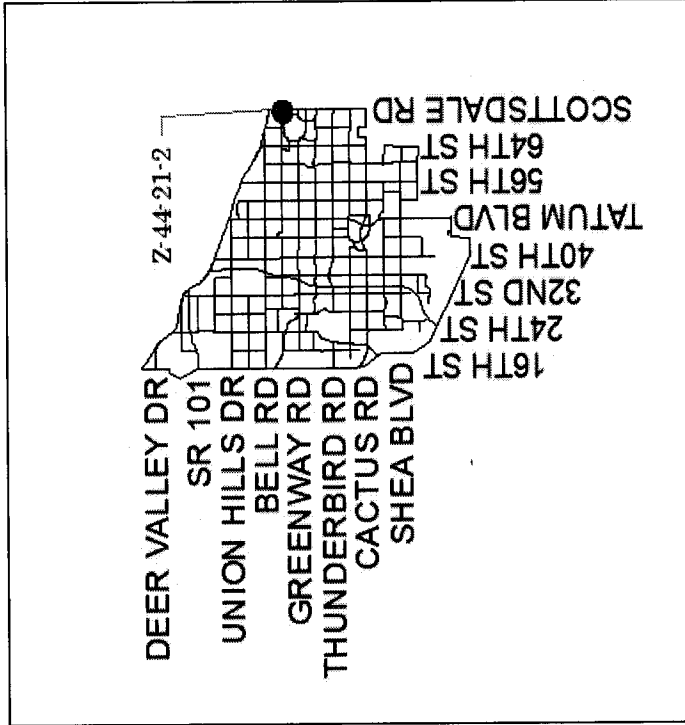 Z-44-21-2
DEER VALLEY DR
SR 101
UNION HILLS DR
BELL RD
GREENWAY RD
THUNDERBIRD RD
CACTUS RD
SHEA BLVD
16TH ST
24TH ST
32ND ST
40TH ST
TATUM BLVD
56TH ST
64TH ST
SCOTTSDALE RD